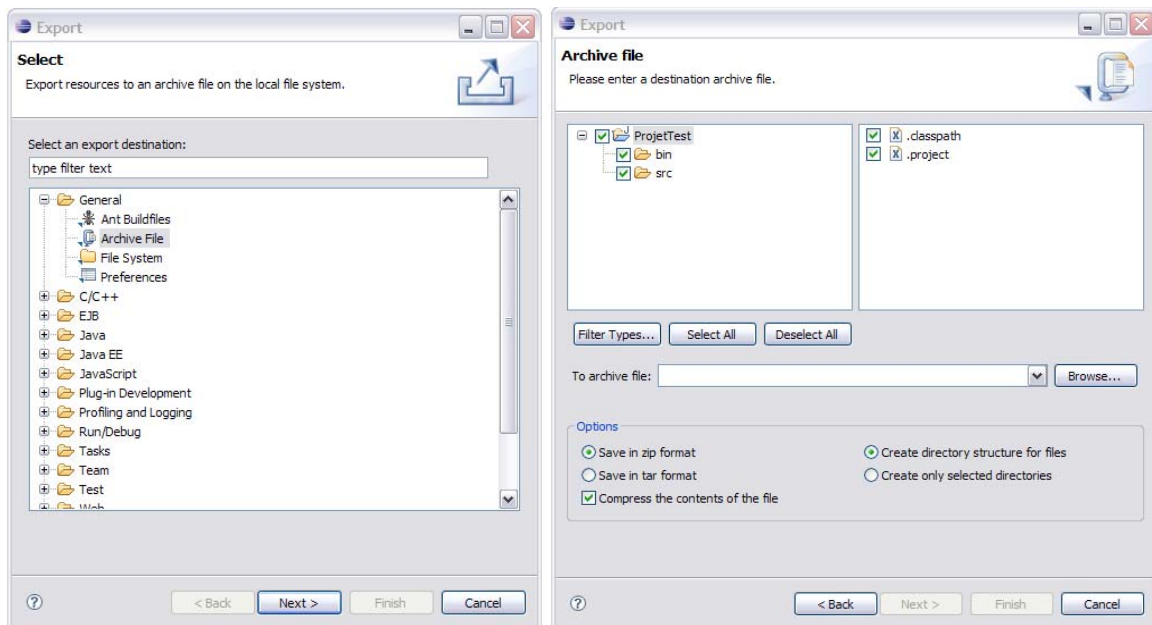 Export
Select
Export resources to an archive file on the local file system.
Select an export destination:
type filter text
General
Ant Buildfiles
Archive File
File System
Preferences
C/C++
EJB
Java
Java EE
JavaScript
Plug-in Development
Profiling and Logging
Run/Debug
Tasks
Team
Test
Web
< Back Next > Finish Cancel
Export
Archive file
Please enter a destination archive file.
ProjetTest
bin
src
.classpath
.project
Filter Types... Select All Deselect All
To archive file: Browse...
Options
Save in zip format
Save in tar format
Compress the contents of the file
Create directory structure for files
Create only selected directories
< Back Next > Finish Cancel